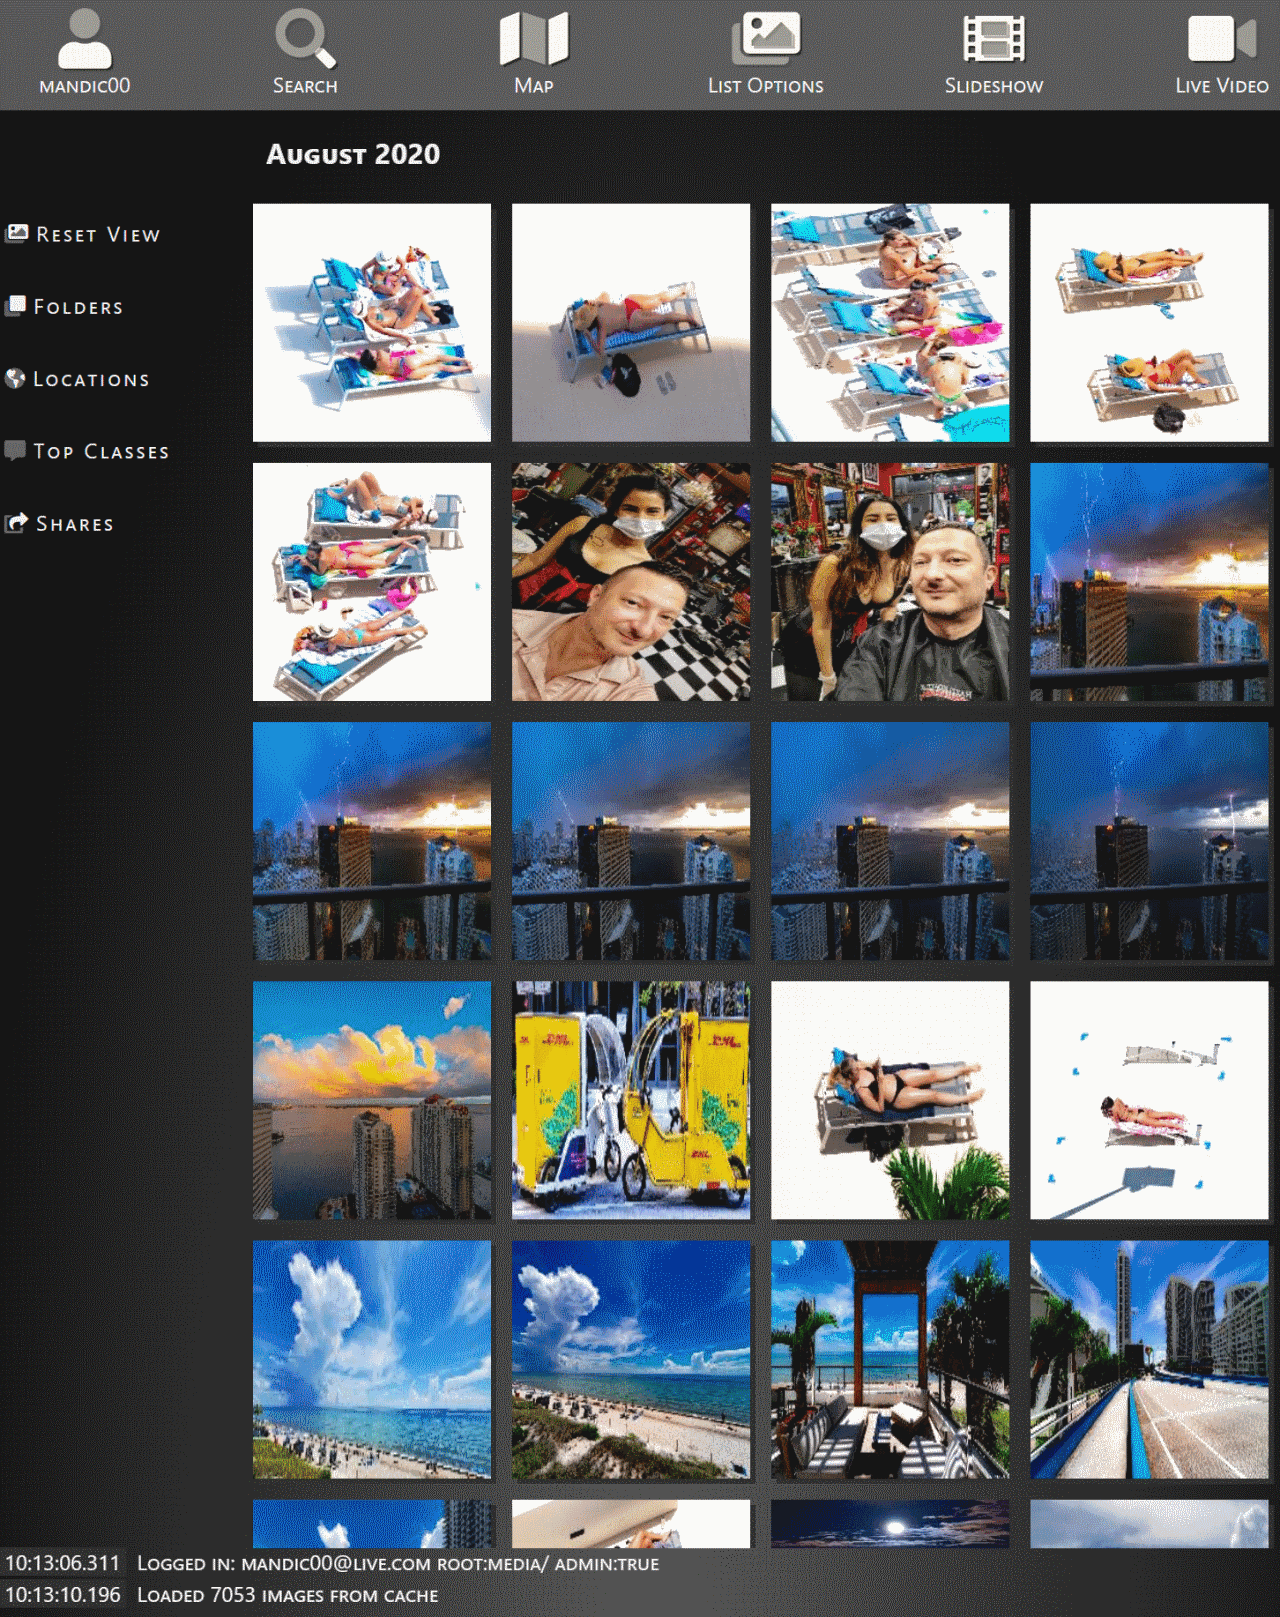 mandic00
Search
Map
List Options
Slideshow
Live Video
August 2020
Reset View
Folders
Locations
Top Classes
Shares
DHL
10:13:06.311 Logged in: mandic00@live.com root:media/ admin:true
10:13:10.196 Loaded 7053 images from cache